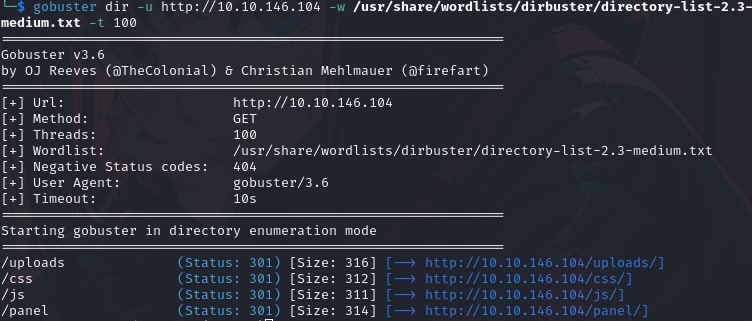 └─$ gobuster dir -u http://10.10.146.104 -w /usr/share/wordlists/dirbuster/directory-list-2.3-
medium.txt -t 100
===============================================================
Gobuster v3.6
by OJ Reeves (@TheColonial) & Christian Mehlmauer (@firefart)
===============================================================
[+] Url:                     http://10.10.146.104
[+] Method:                  GET
[+] Threads:                 100
[+] Wordlist:                /usr/share/wordlists/dirbuster/directory-list-2.3-medium.txt
[+] Negative Status codes:   404
[+] User Agent:              gobuster/3.6
[+] Timeout:                 10s
===============================================================
Starting gobuster in directory enumeration mode
===============================================================
/uploads              (Status: 301) [Size: 316] [--> http://10.10.146.104/uploads/]
/css                  (Status: 301) [Size: 312] [--> http://10.10.146.104/css/]
/js                   (Status: 301) [Size: 311] [--> http://10.10.146.104/js/]
/panel                (Status: 301) [Size: 314] [--> http://10.10.146.104/panel/]